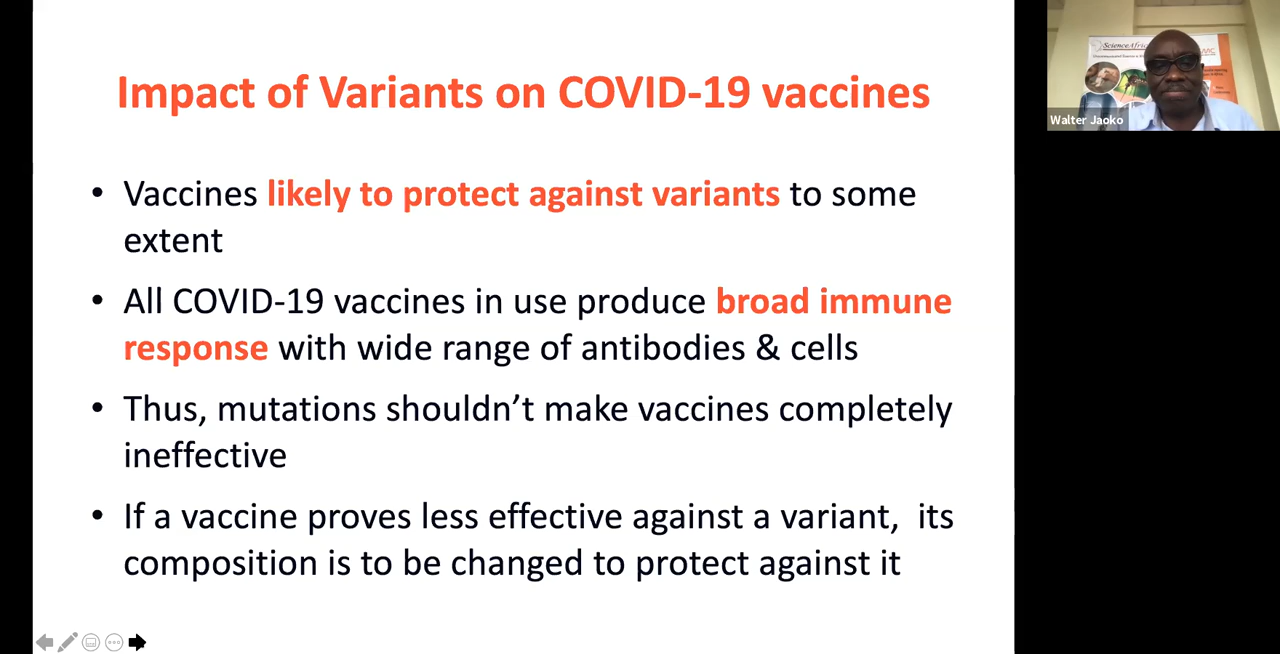 Impact of Variants on COVID-19 vaccines
• Vaccines likely to protect against variants to some
extent
• All COVID-19 vaccines in use produce broad immune
response with wide range of antibodies & cells
• Thus, mutations shouldn't make vaccines completely
ineffective
• If a vaccine proves less effective against a variant, its
composition is to be changed to protect against it
Walter Jaoko